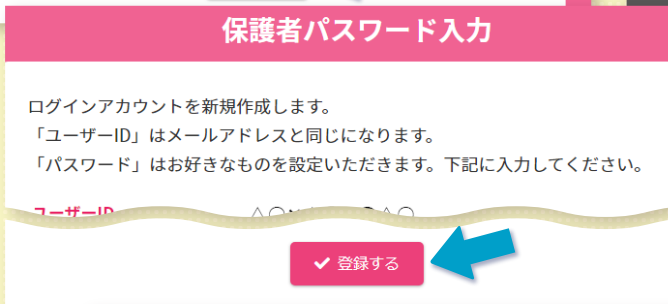 保護者パスワード入力
ログインアカウントを新規作成します。
「ユーザーID」はメールアドレスと同じになります。
「パスワード」はお好きなものを設定いただきます。下記に入力してください。
ユーザーID
登録する